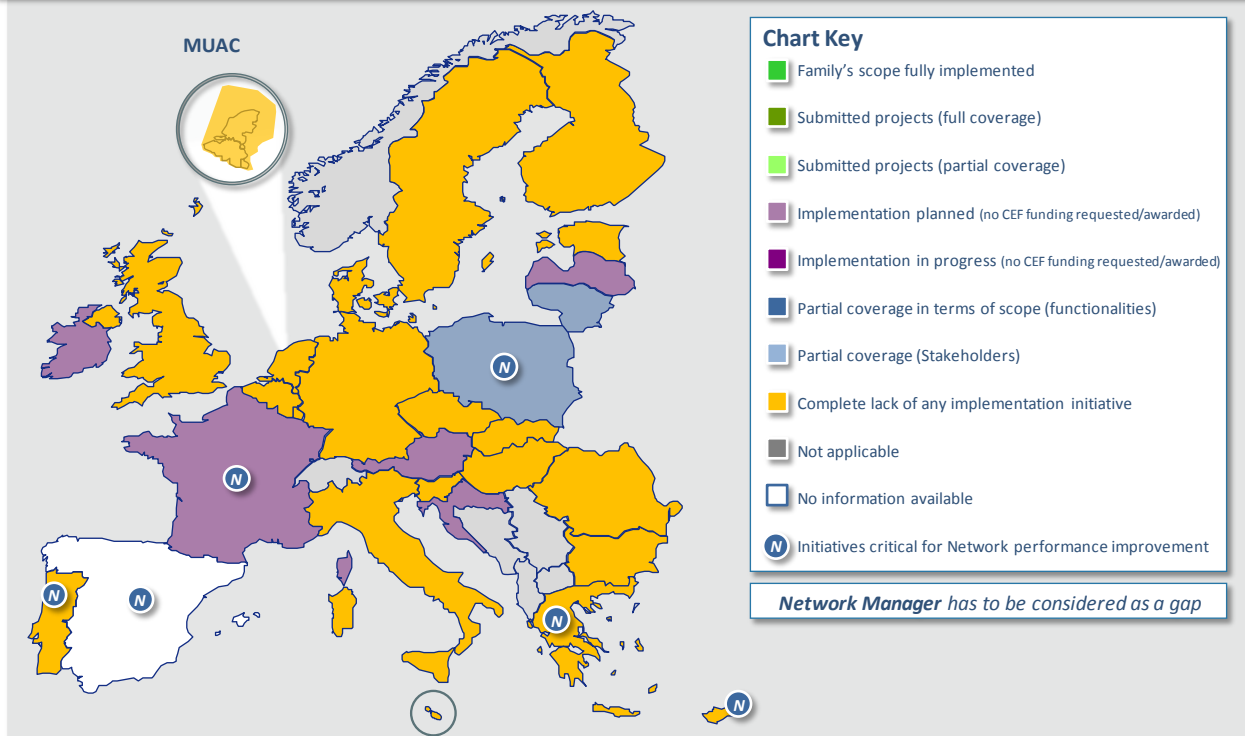 MUAC
N
N
N
N
N
N
Chart Key
Family's scope fully implemented
Submitted projects (full coverage)
Submitted projects (partial coverage)
Implementation planned (no CEF funding requested/awarded)
Implementation in progress (no CEF funding requested/awarded)
Partial coverage in terms of scope (functionalities)
Partial coverage (Stakeholders)
Complete lack of any implementation initiative
Not applicable
No information available
N Initiatives critical for Network performance improvement
Network Manager has to be considered as a gap